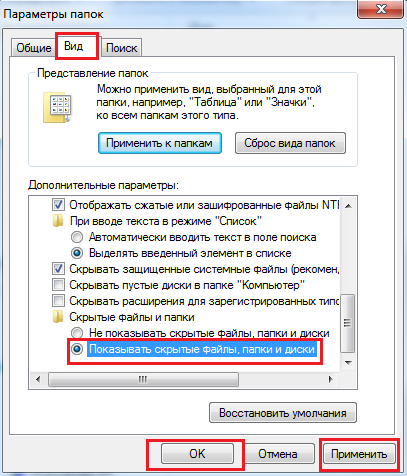 Параметры папок
Общие Вид Поиск
Представление папок
Можно применить вид, выбранный для этой
папки, например, "Таблица" или "Значки",
ко всем папкам этого типа.
Применить к папкам Сброс вида папок
Дополнительные параметры:
Отображать сжатые или зашифрованные файлы NTF
При вводе текста в режиме "Список"
Автоматически вводить текст в поле поиска
Выделять введенный элемент в списке
Скрывать защищенные системные файлы (рекомен,
Скрывать пустые диски в папке "Компьютер"
Скрывать расширения для зарегистрированных типо
Скрытые файлы и папки
Не показывать скрытые файлы, папки и диски
Показывать скрытые файлы, папки и диски
Восстановить умолчания
OK Отмена Применить